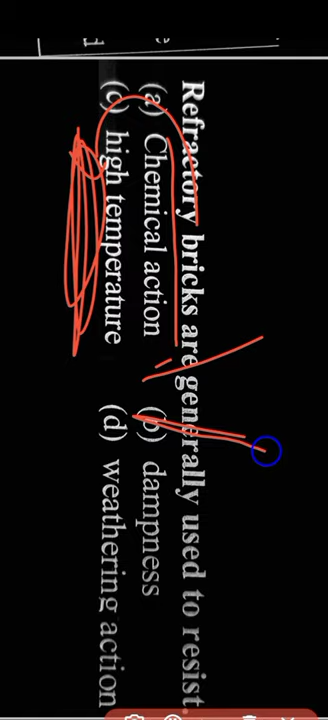 Refractory bricks are generally used to resist.
(a) Chemical action (b) dampness
(c) high temperature (d) weathering action